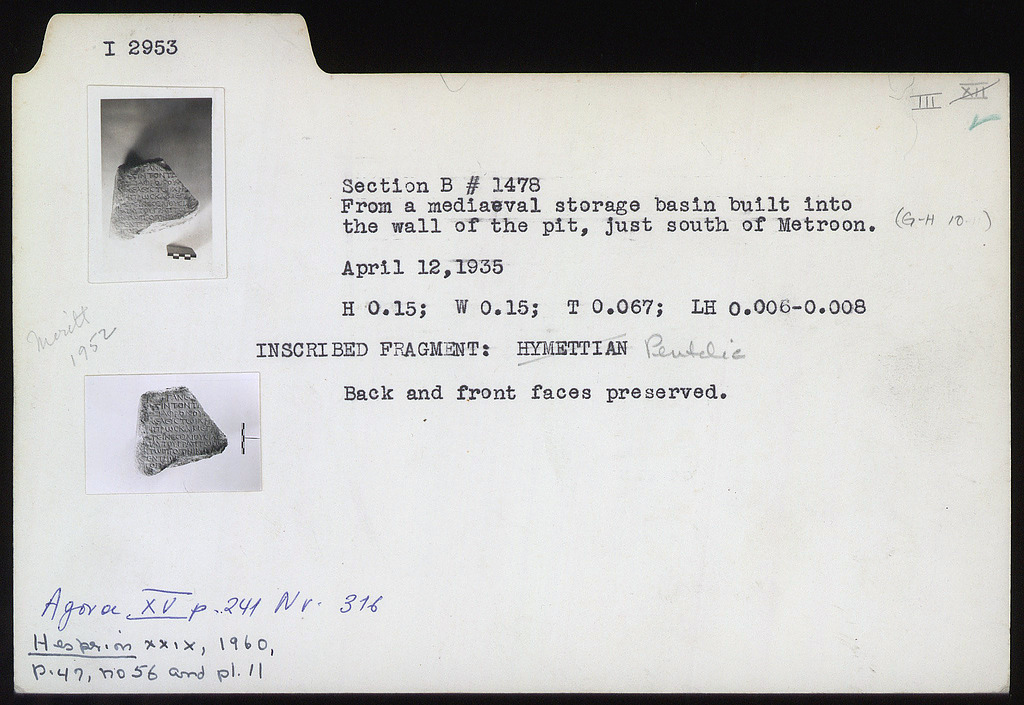 I 2953
III XII
Section B # 1478
From a mediaeval storage basin built into
the wall of the pit, just south of Metroon. (G-H 10
April 12,1935
H 0.15; W 0.15; T 0.067; LH 0.006-0.008
Meritt
1952
INSCRIBED FRAGMENT: HYMETTIAN Pentelic
Back and front faces preserved.
Agora XV p. 241 Nr. 316
Hesperia xxix, 1960,
p.47, no 56 and pl. 11